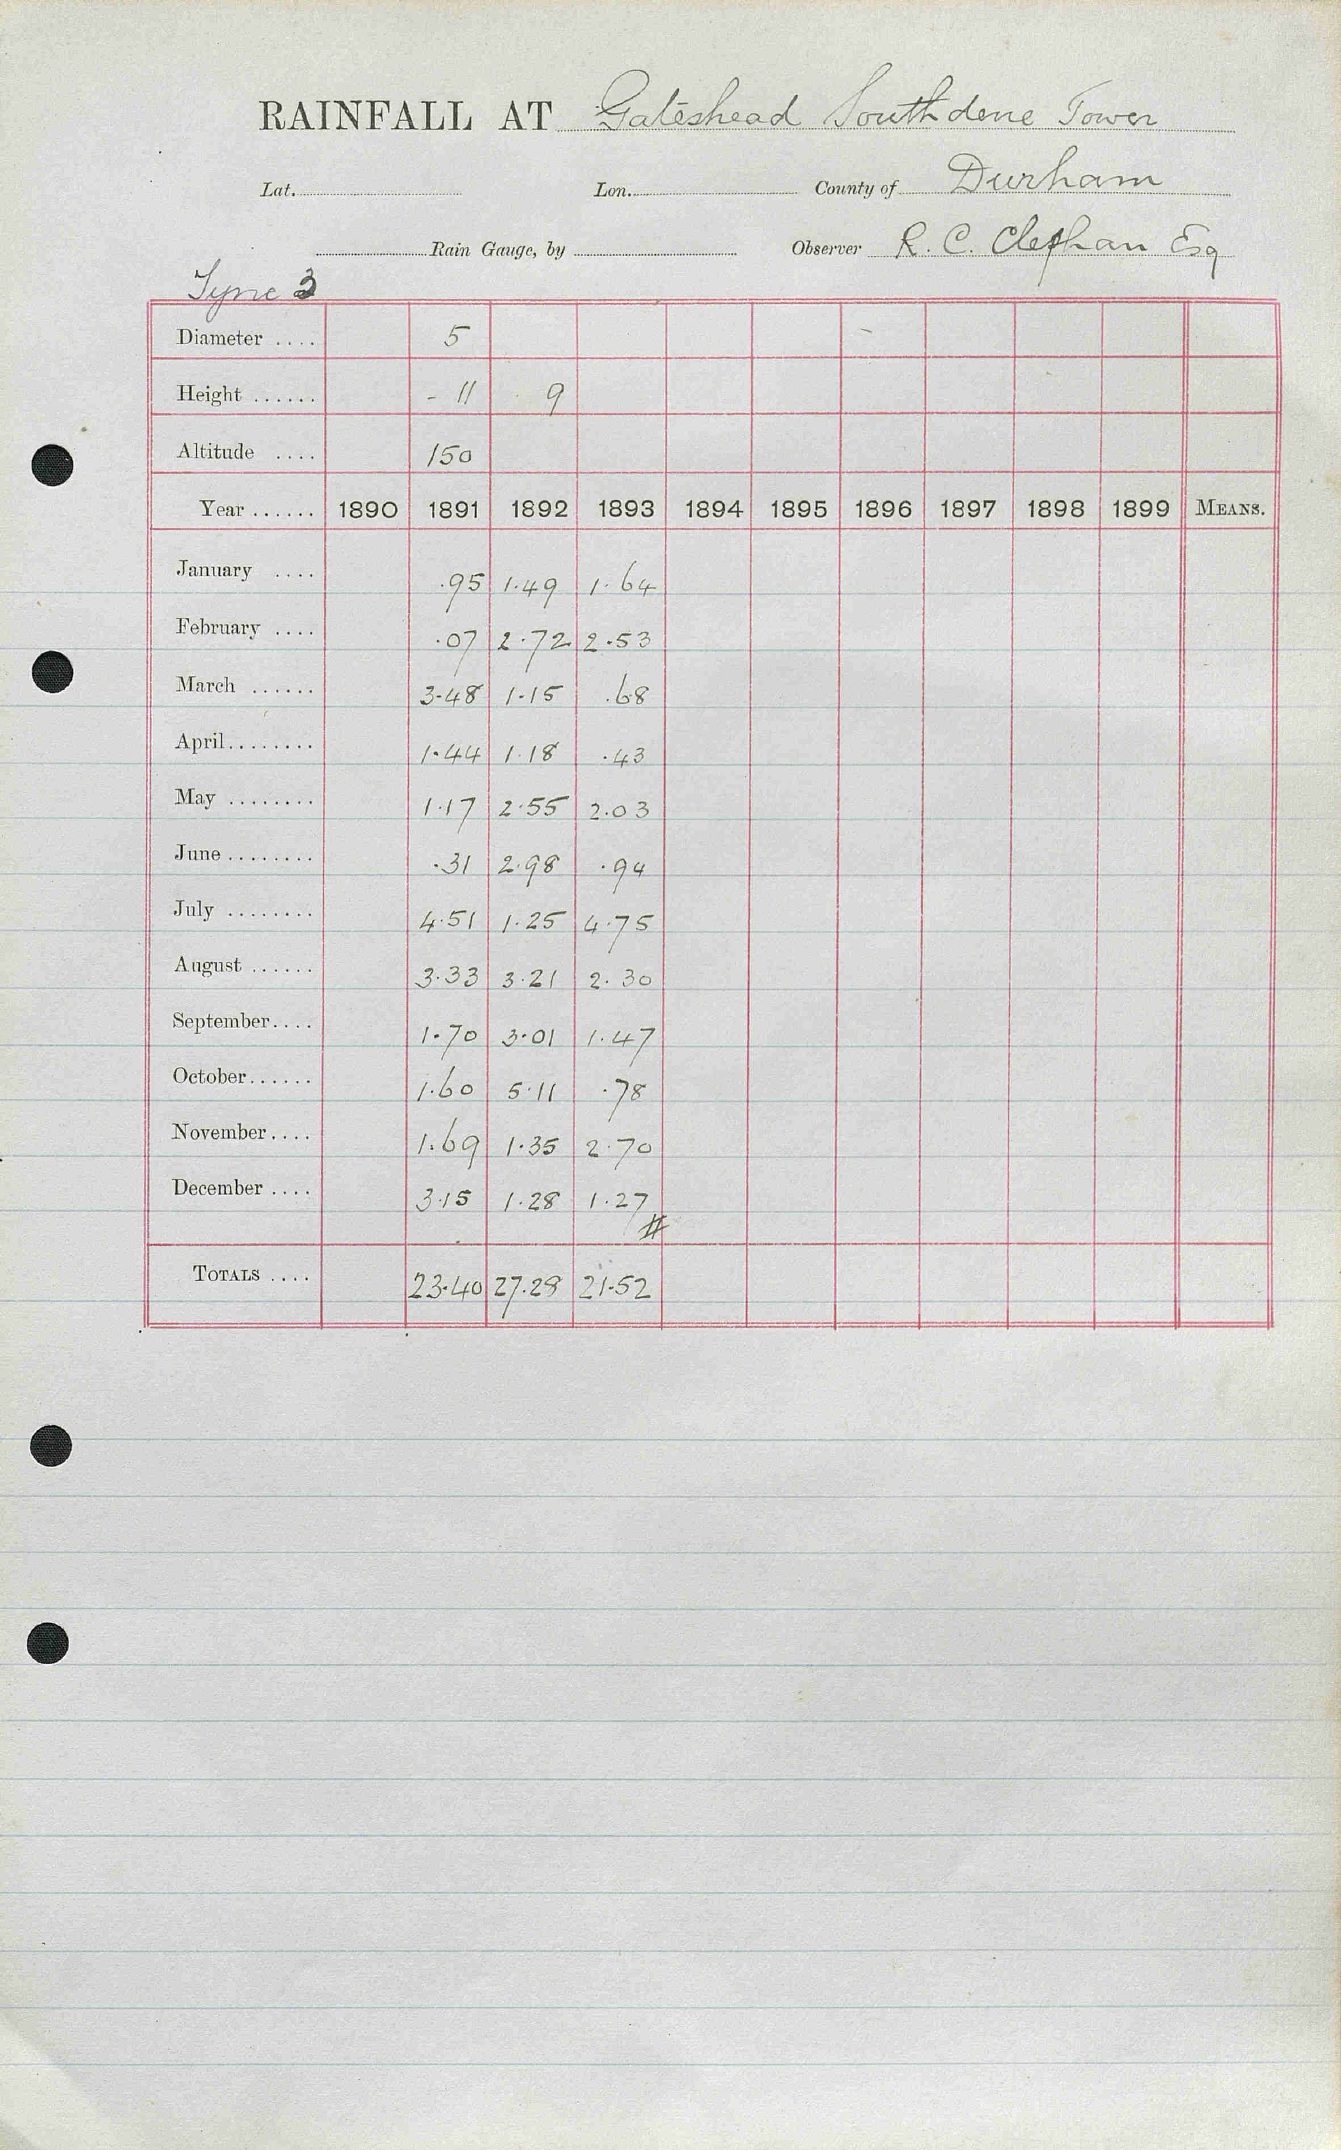 RAINFALL AT Gateshead Southdene Tower
Lat. Lon. County of Durham
Rain Gauge, by Observer R. C. Clephan Esq
Tyne 3
Diameter .... 5
Height ...... - 11 9
Altitude .... 150
Year ...... 1890 1891 1892 1893 1894 1895 1896 1897 1898 1899 MEANS.
January .... .95 1.49 1.64
February .... .07 2.72 2.53
March ...... 3.48 1.15 .68
April........ 1.44 1.18 .43
May ........ 1.17 2.55 2.03
June ........ .31 2.98 .94
July ........ 4.51 1.25 4.75
August ...... 3.33 3.21 2.30
September.... 1.70 3.01 1.47
October...... 1.60 5.11 .78
November.... 1.69 1.35 2.70
December .... 3.15 1.28 1.27
#
TOTALS .... 23.40 27.28 21.52